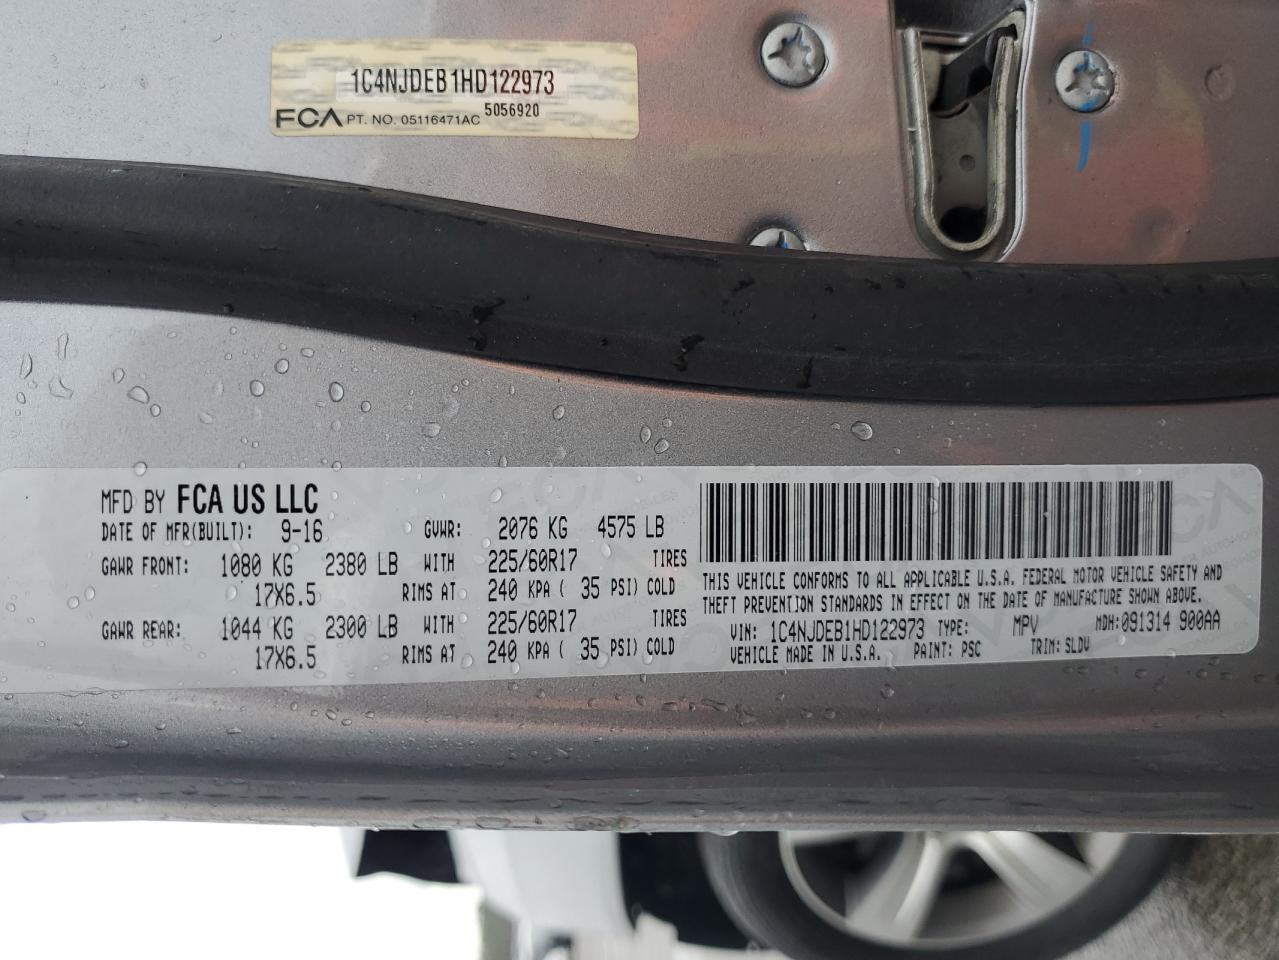 1C4NJDEB1HD122973
5056920
FCA PT. NO. 05116471AC
MFD BY FCA US LLC
DATE OF MFR(BUILT): 9-16 GVWR: 2076 KG 4575 LB
GAWR FRONT: 1080 KG 2380 LB WITH 225/60R17 TIRES
17X6.5 RIMS AT 240 KPA ( 35 PSI) COLD
GAWR REAR: 1044 KG 2300 LB WITH 225/60R17 TIRES
17X6.5 RIMS AT 240 KPA ( 35 PSI) COLD
THIS VEHICLE CONFORMS TO ALL APPLICABLE U.S.A. FEDERAL MOTOR VEHICLE SAFETY AND
THEFT PREVENTION STANDARDS IN EFFECT ON THE DATE OF MANUFACTURE SHOWN ABOVE.
VIN: 1C4NJDEB1HD122973 TYPE: MPV MDH:091314 900AA
VEHICLE MADE IN U.S.A. PAINT: PSC TRIM: SLDV